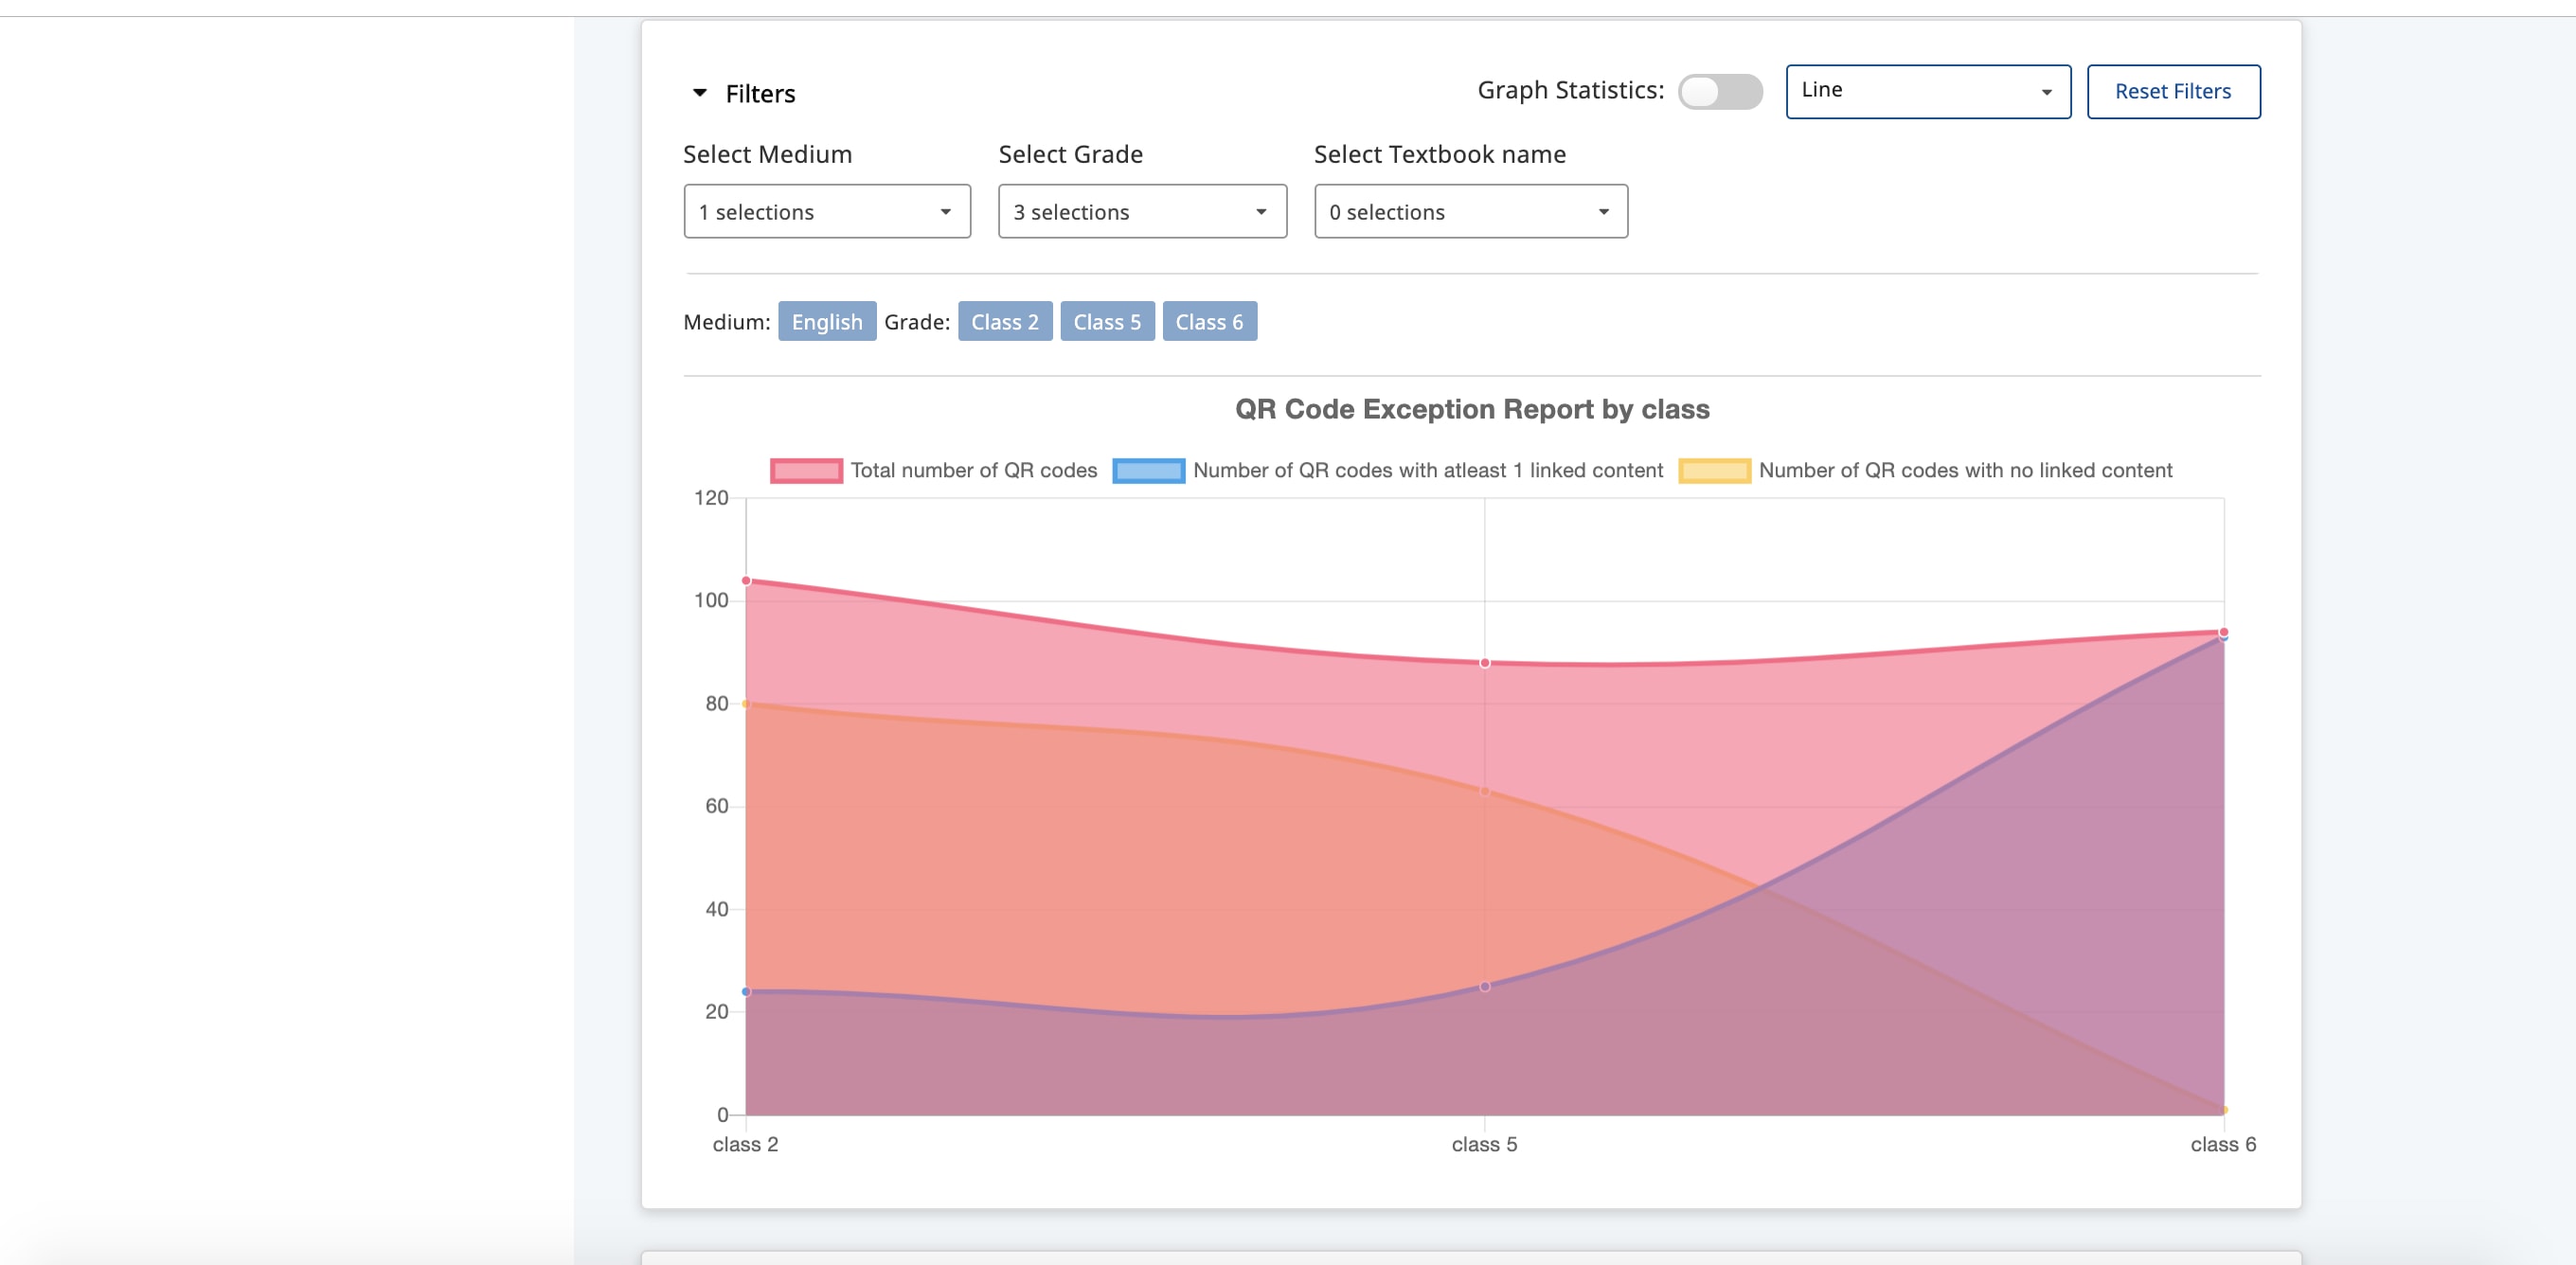 Filters
Graph Statistics:
Line
Reset Filters
Select Medium
Select Grade
Select Textbook name
1 selections
3 selections
0 selections
Medium: English Grade: Class 2 Class 5 Class 6
QR Code Exception Report by class
Total number of QR codes
Number of QR codes with atleast 1 linked content
Number of QR codes with no linked content
120
100
80
60
40
20
0
class 2
class 5
class 6